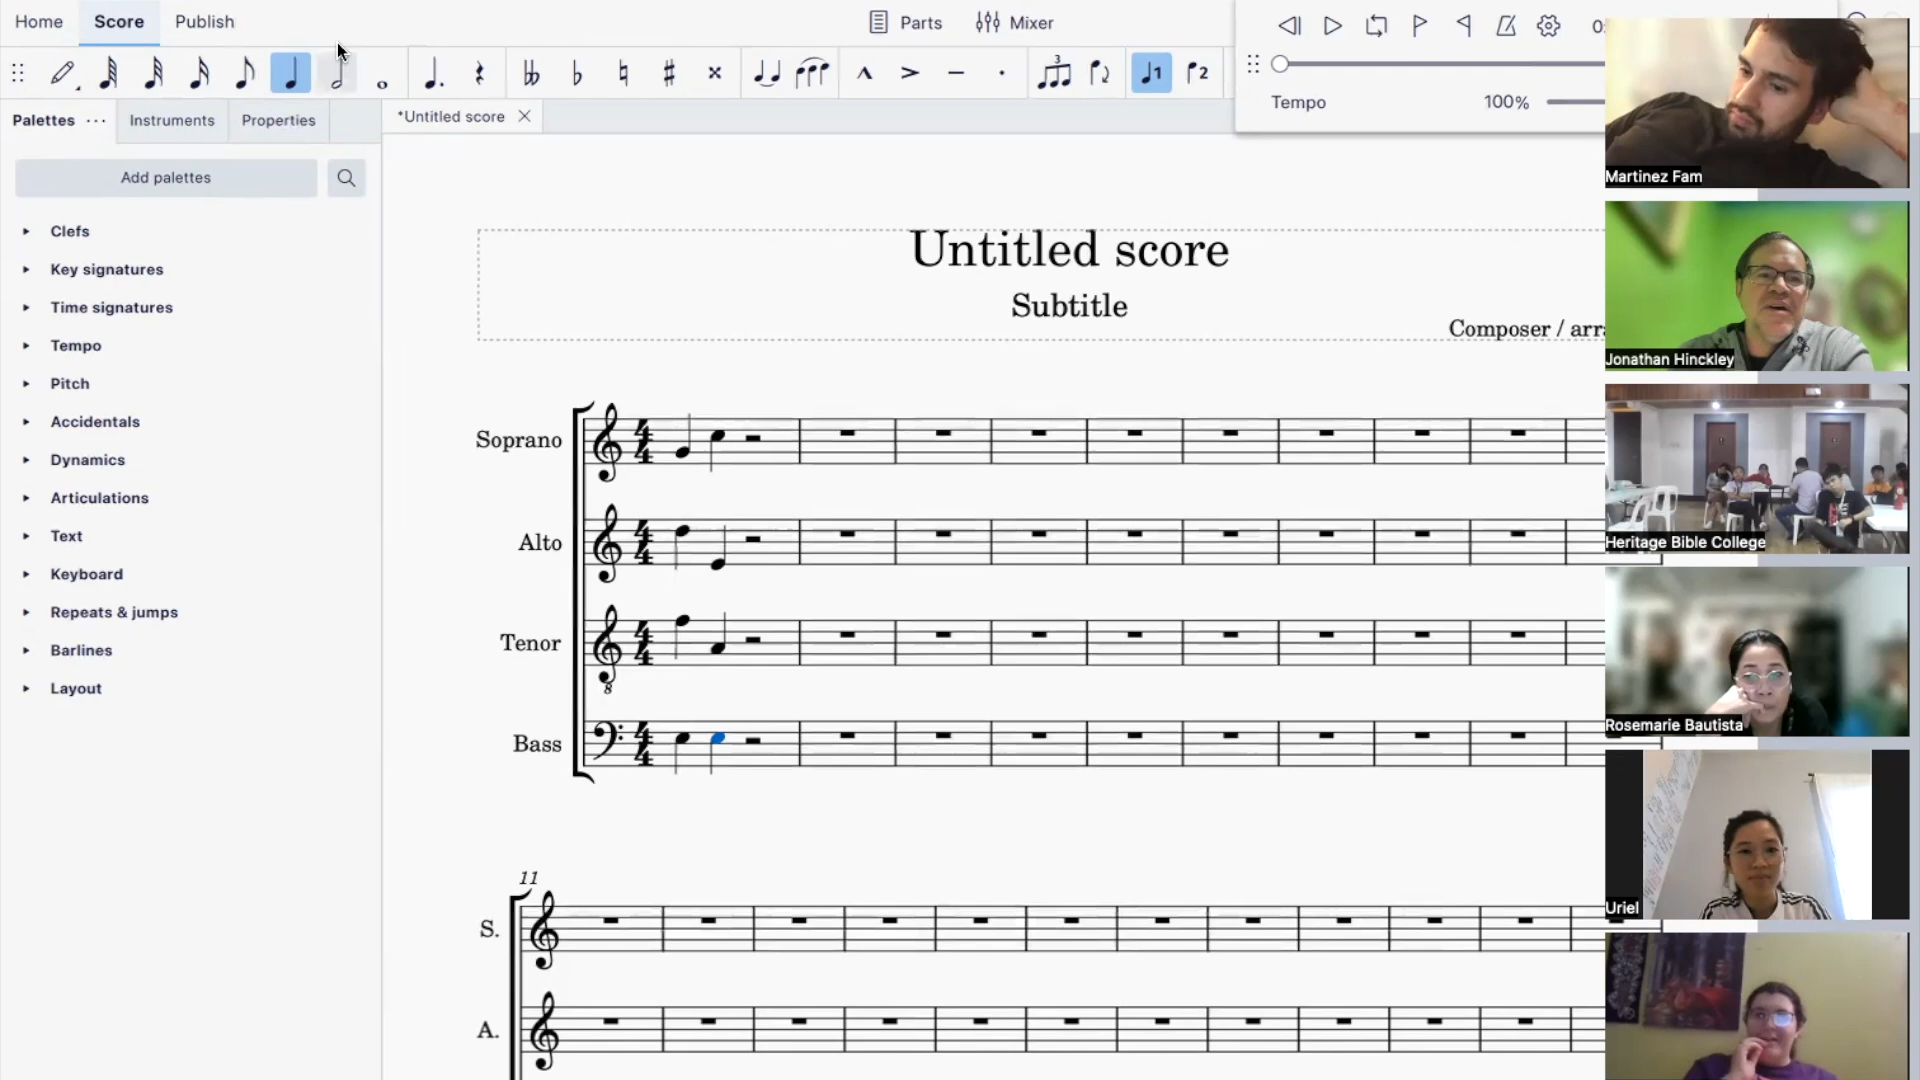 Home Score Publish
Parts Mixer
Palettes ··· Instruments Properties
*Untitled score
Tempo 100%
Add palettes
Clefs
Key signatures
Time signatures
Tempo
Pitch
Accidentals
Dynamics
Articulations
Text
Keyboard
Repeats & jumps
Barlines
Layout
Untitled score
Subtitle
Composer / arra
Soprano
Alto
Tenor
Bass
11
S.
A.
Martinez Fam
Jonathan Hinckley
Heritage Bible College
Rosemarie Bautista
Uriel